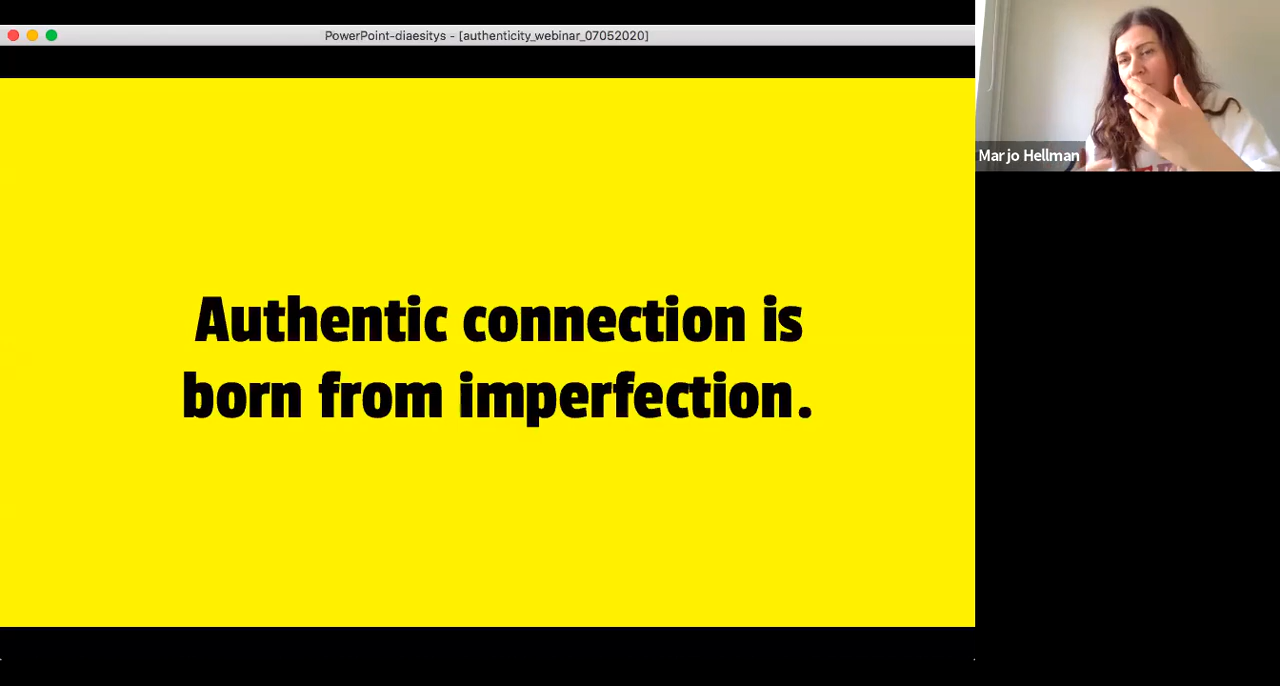 PowerPoint-diaesitys - [authenticity_webinar_07052020]
Authentic connection is
born from imperfection.
Marjo Hellman